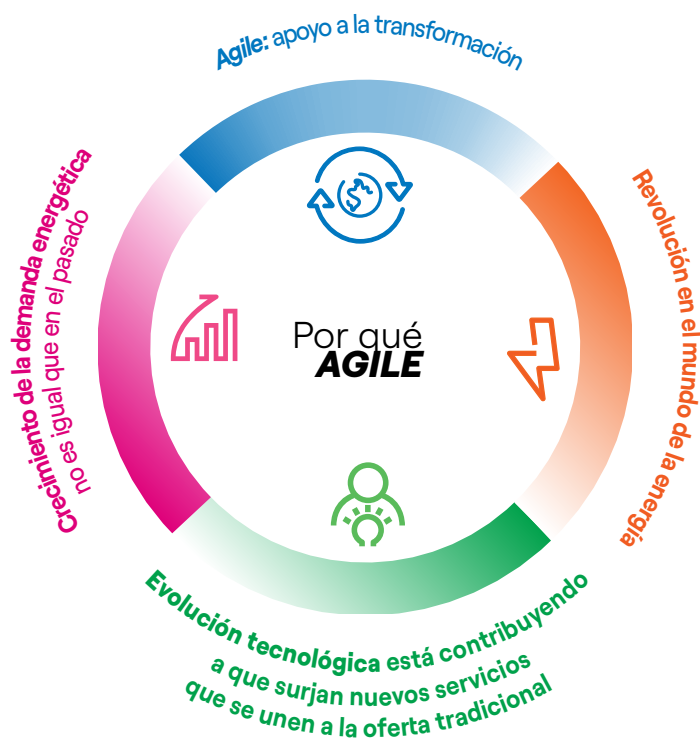 Agile: apoyo a la transformación
Revolución en el mundo de la energía
Crecimiento de la demanda energética
no es igual que en el pasado
Por qué
AGILE
Evolución tecnológica está contribuyendo
a que surjan nuevos servicios
que se unen a la oferta tradicional